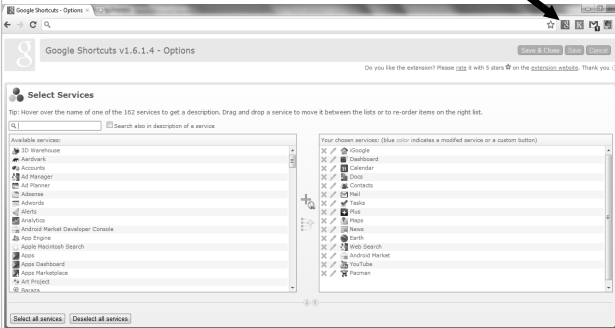 Google Shortcuts - Options
Google Shortcuts v1.6.1.4 - Options
Save & Close Save Cancel
Do you like the extension? Please rate it with 5 stars on the extension website. Thank you :)
Select Services
Tip: Hover over the name of one of the 162 services to get a description. Drag and drop a service to move it between the lists or to re-order items on the right list.
Search also in description of a service
Available services:
3D Warehouse
Aardvark
Accounts
Ad Manager
Ad Planner
Adsense
Adwords
Alerts
Analytics
Android Market Developer Console
App Engine
Apple Macintosh Search
Apps
Apps Dashboard
Apps Marketplace
Art Project
Baraza
Your chosen services: (blue color indicates a modifed service or a custom button)
iGoogle
Dashboard
Calendar
Docs
Contacts
Mail
Tasks
Plus
Maps
News
Earth
Web Search
Android Market
YouTube
Pacman
Select all services Deselect all services